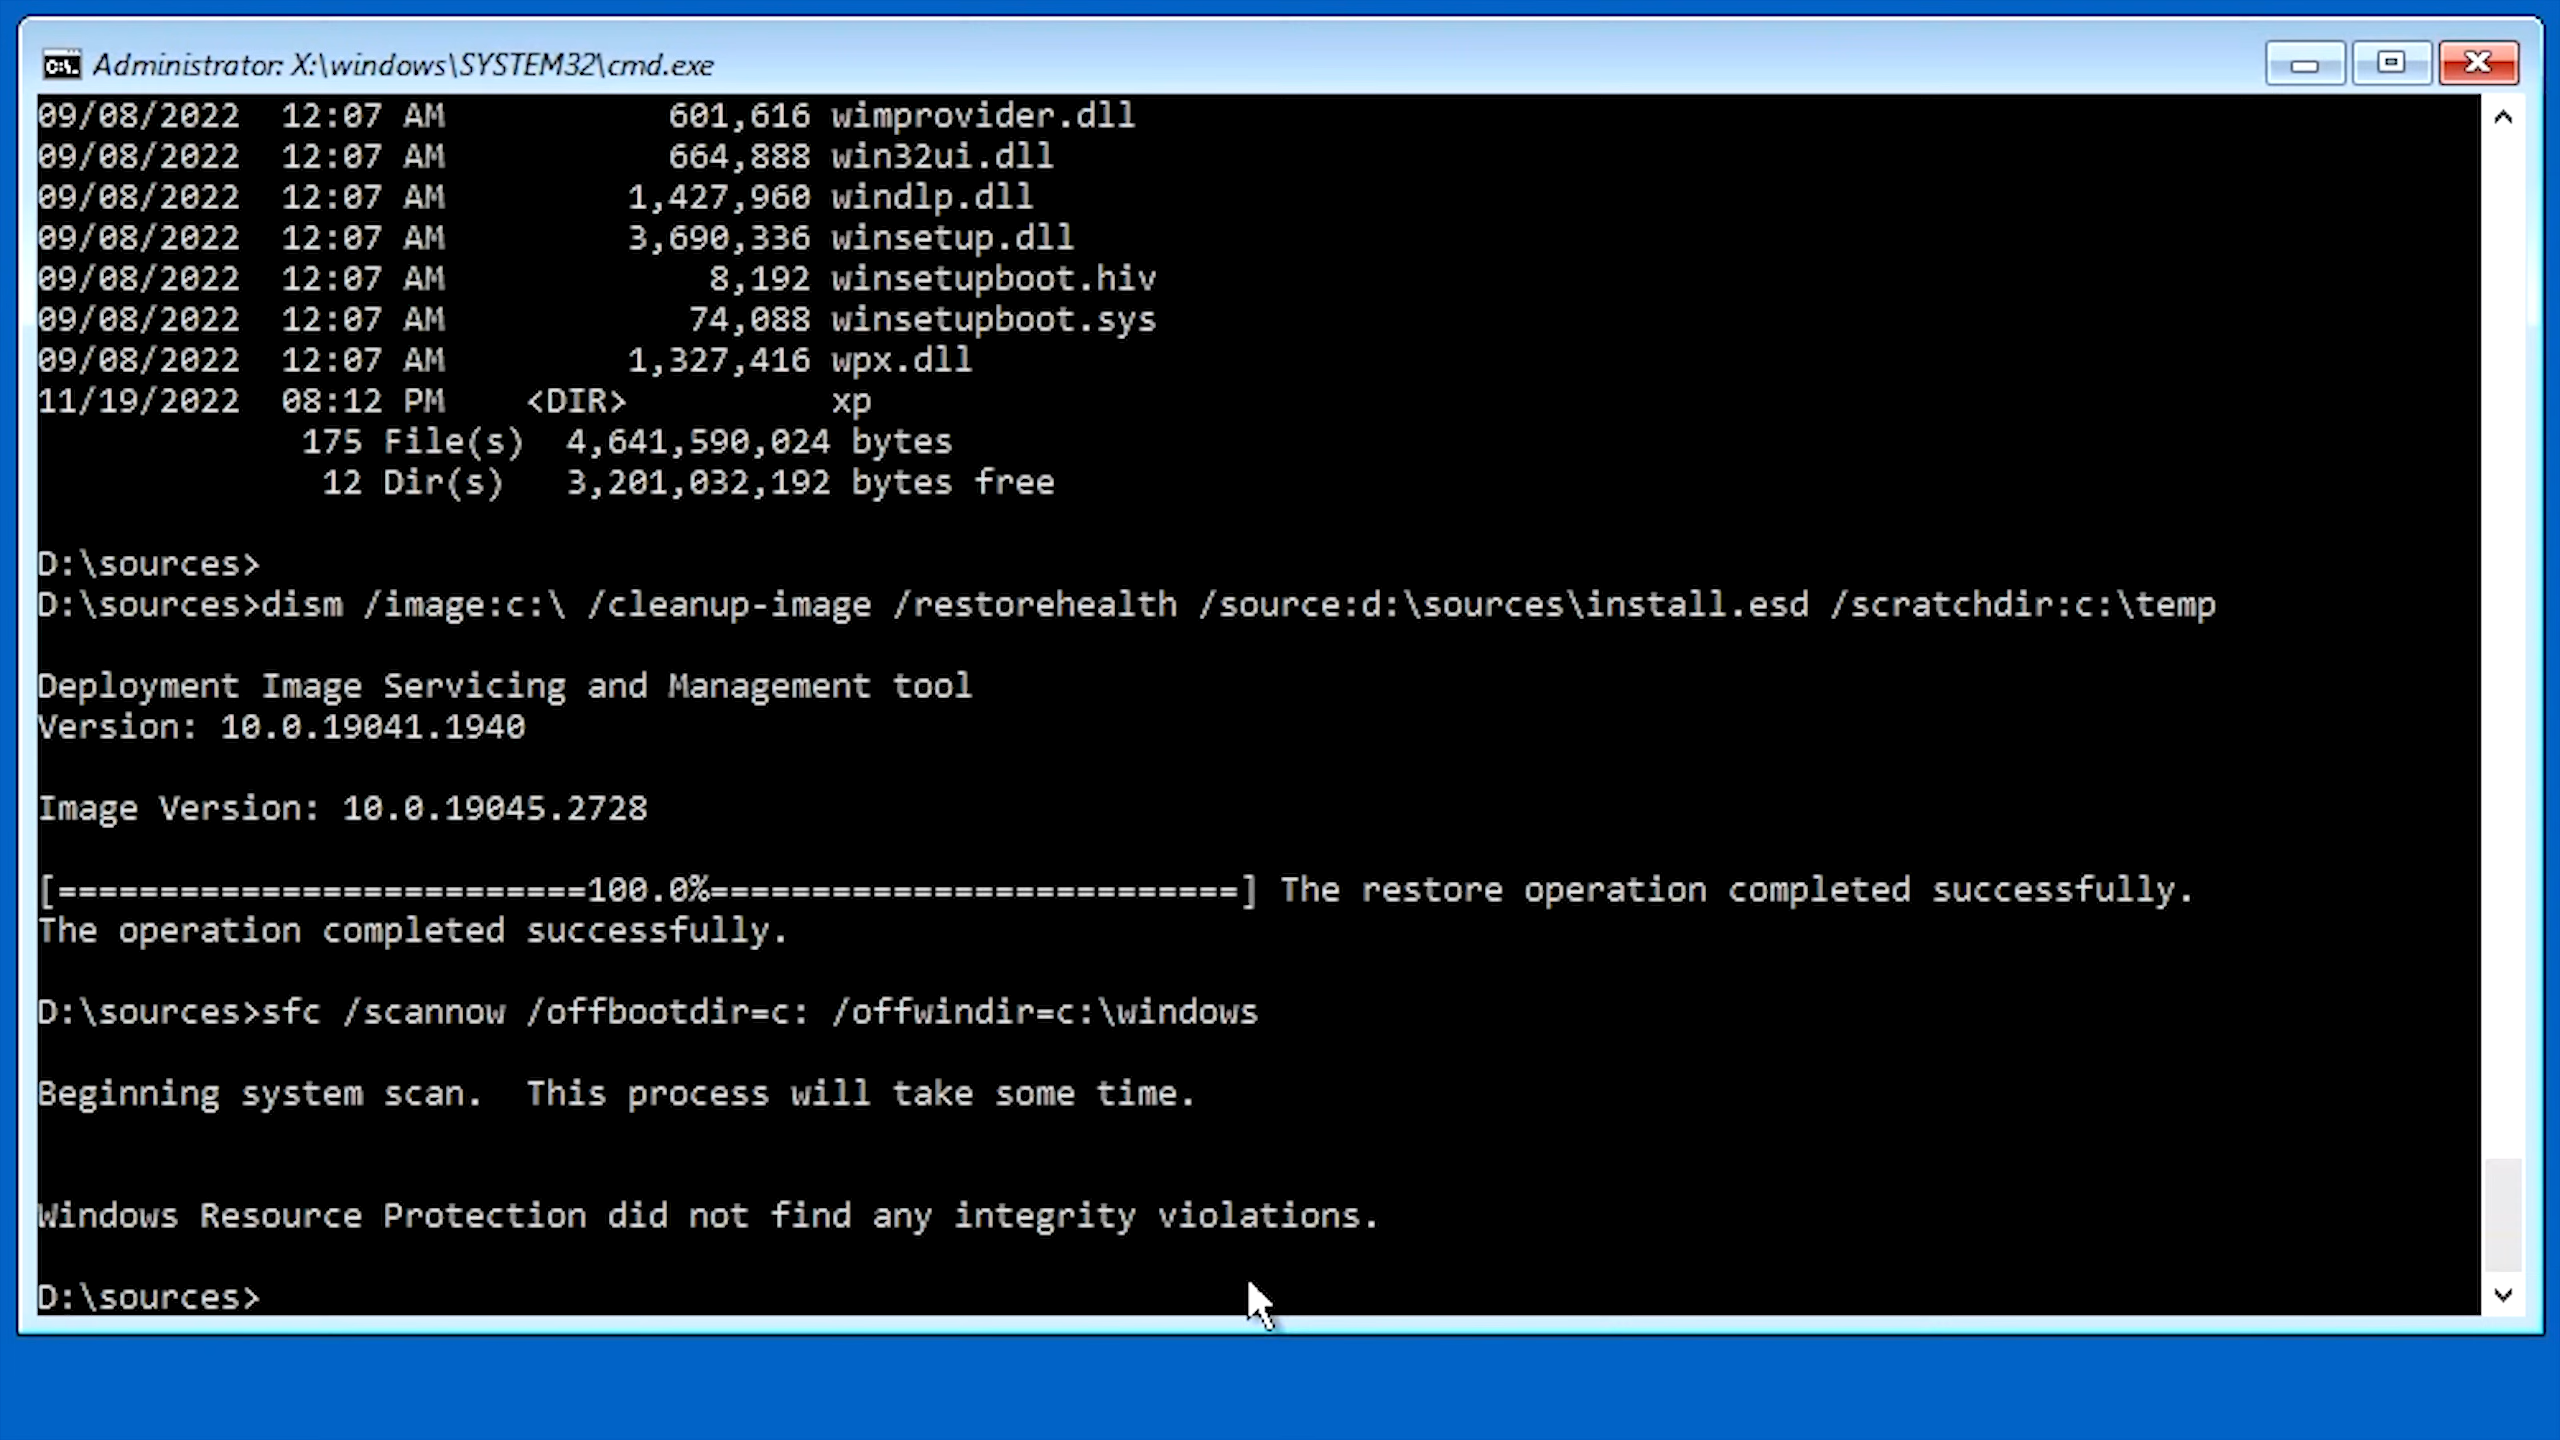 Administrator: X:\windows\SYSTEM32\cmd.exe
09/08/2022  12:07 AM           601,616 wimprovider.dll
09/08/2022  12:07 AM           664,888 win32ui.dll
09/08/2022  12:07 AM         1,427,960 windlp.dll
09/08/2022  12:07 AM         3,690,336 winsetup.dll
09/08/2022  12:07 AM             8,192 winsetupboot.hiv
09/08/2022  12:07 AM            74,088 winsetupboot.sys
09/08/2022  12:07 AM         1,327,416 wpx.dll
11/19/2022  08:12 PM    <DIR>          xp
             175 File(s)  4,641,590,024 bytes
              12 Dir(s)   3,201,032,192 bytes free
D:\sources>
D:\sources>dism /image:c:\ /cleanup-image /restorehealth /source:d:\sources\install.esd /scratchdir:c:\temp
Deployment Image Servicing and Management tool
Version: 10.0.19041.1940
Image Version: 10.0.19045.2728
[==========================100.0%==========================] The restore operation completed successfully.
The operation completed successfully.
D:\sources>sfc /scannow /offbootdir=c: /offwindir=c:\windows
Beginning system scan.  This process will take some time.
Windows Resource Protection did not find any integrity violations.
D:\sources>